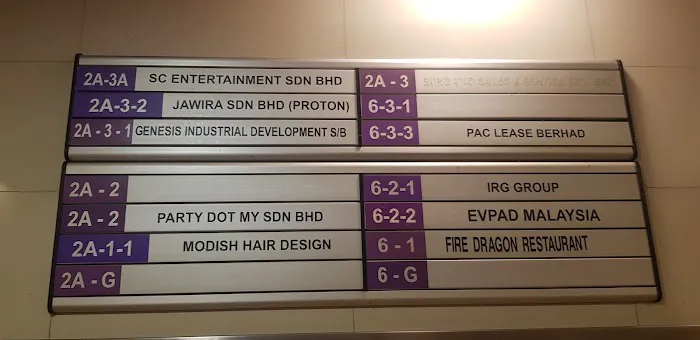 2A-3A SC ENTERTAINMENT SDN BHD
2A-3-2 JAWIRA SDN BHD (PROTON)
2A - 3 - 1 GENESIS INDUSTRIAL DEVELOPMENT S/B
2A - 3
6-3-1
6-3-3 PAC LEASE BERHAD
2A - 2
2A - 2 PARTY DOT MY SDN BHD
2A-1-1 MODISH HAIR DESIGN
2A - G
6-2-1 IRG GROUP
6-2-2 EVPAD MALAYSIA
6 - 1 FIRE DRAGON RESTAURANT
6 - G